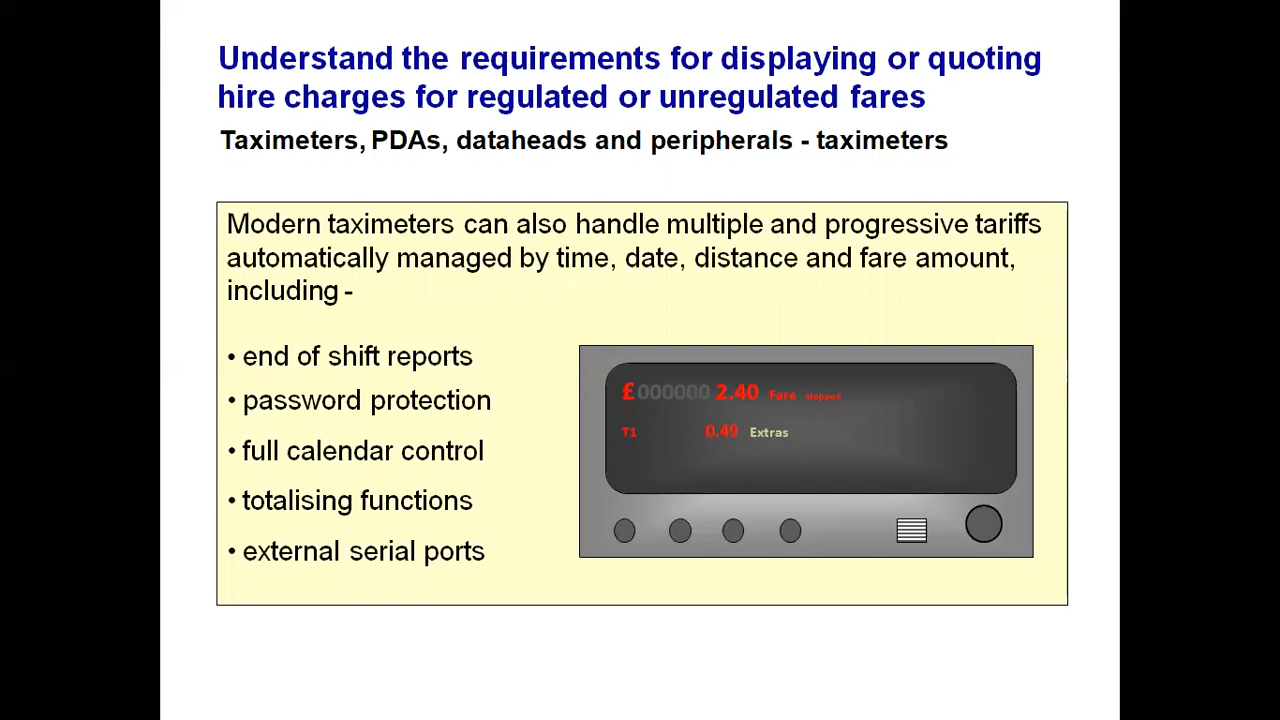 Understand the requirements for displaying or quoting
hire charges for regulated or unregulated fares
Taximeters, PDAs, dataheads and peripherals - taximeters
Modern taximeters can also handle multiple and progressive tariffs
automatically managed by time, date, distance and fare amount,
including -
• end of shift reports
• password protection
• full calendar control
• totalising functions
• external serial ports
£000000 2.40 Fare stopped
T1 0.49 Extras